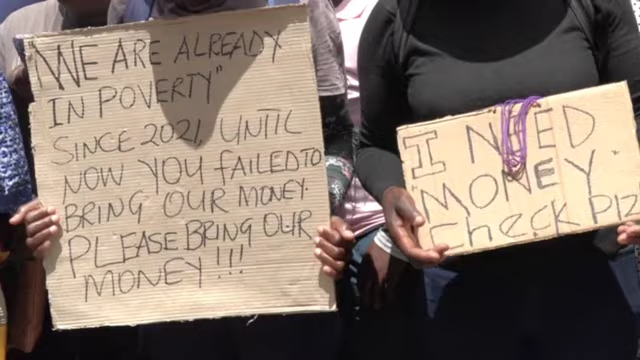 WE ARE ALREADY
IN POVERTY"
SINCE 2021 UNTIL
NOW YOU FAILED TO
BRING OUR MONEY.
PLEASE BRING OUR
MONEY!!!
I NEED
MONEY
Check Plz